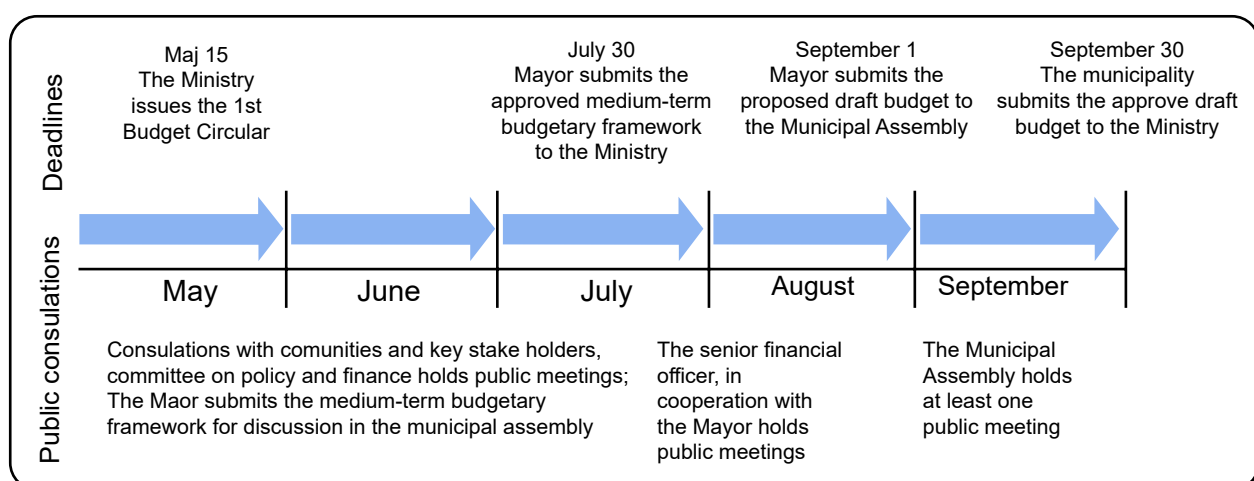 Deadlines
Maj 15
The Ministry
issues the 1st
Budget Circular
July 30
Mayor submits the
approved medium-term
budgetary framework
to the Ministry
September 1
Mayor submits the
proposed draft budget to
the Municipal Assembly
September 30
The municipality
submits the approve draft
budget to the Ministry
May
June
July
August
September
Public consulations
Consulations with comunities and key stake holders,
committee on policy and finance holds public meetings;
The Maor submits the medium-term budgetary
framework for discussion in the municipal assembly
The senior financial
officer, in
cooperation with
the Mayor holds
public meetings
The Municipal
Assembly holds
at least one
public meeting